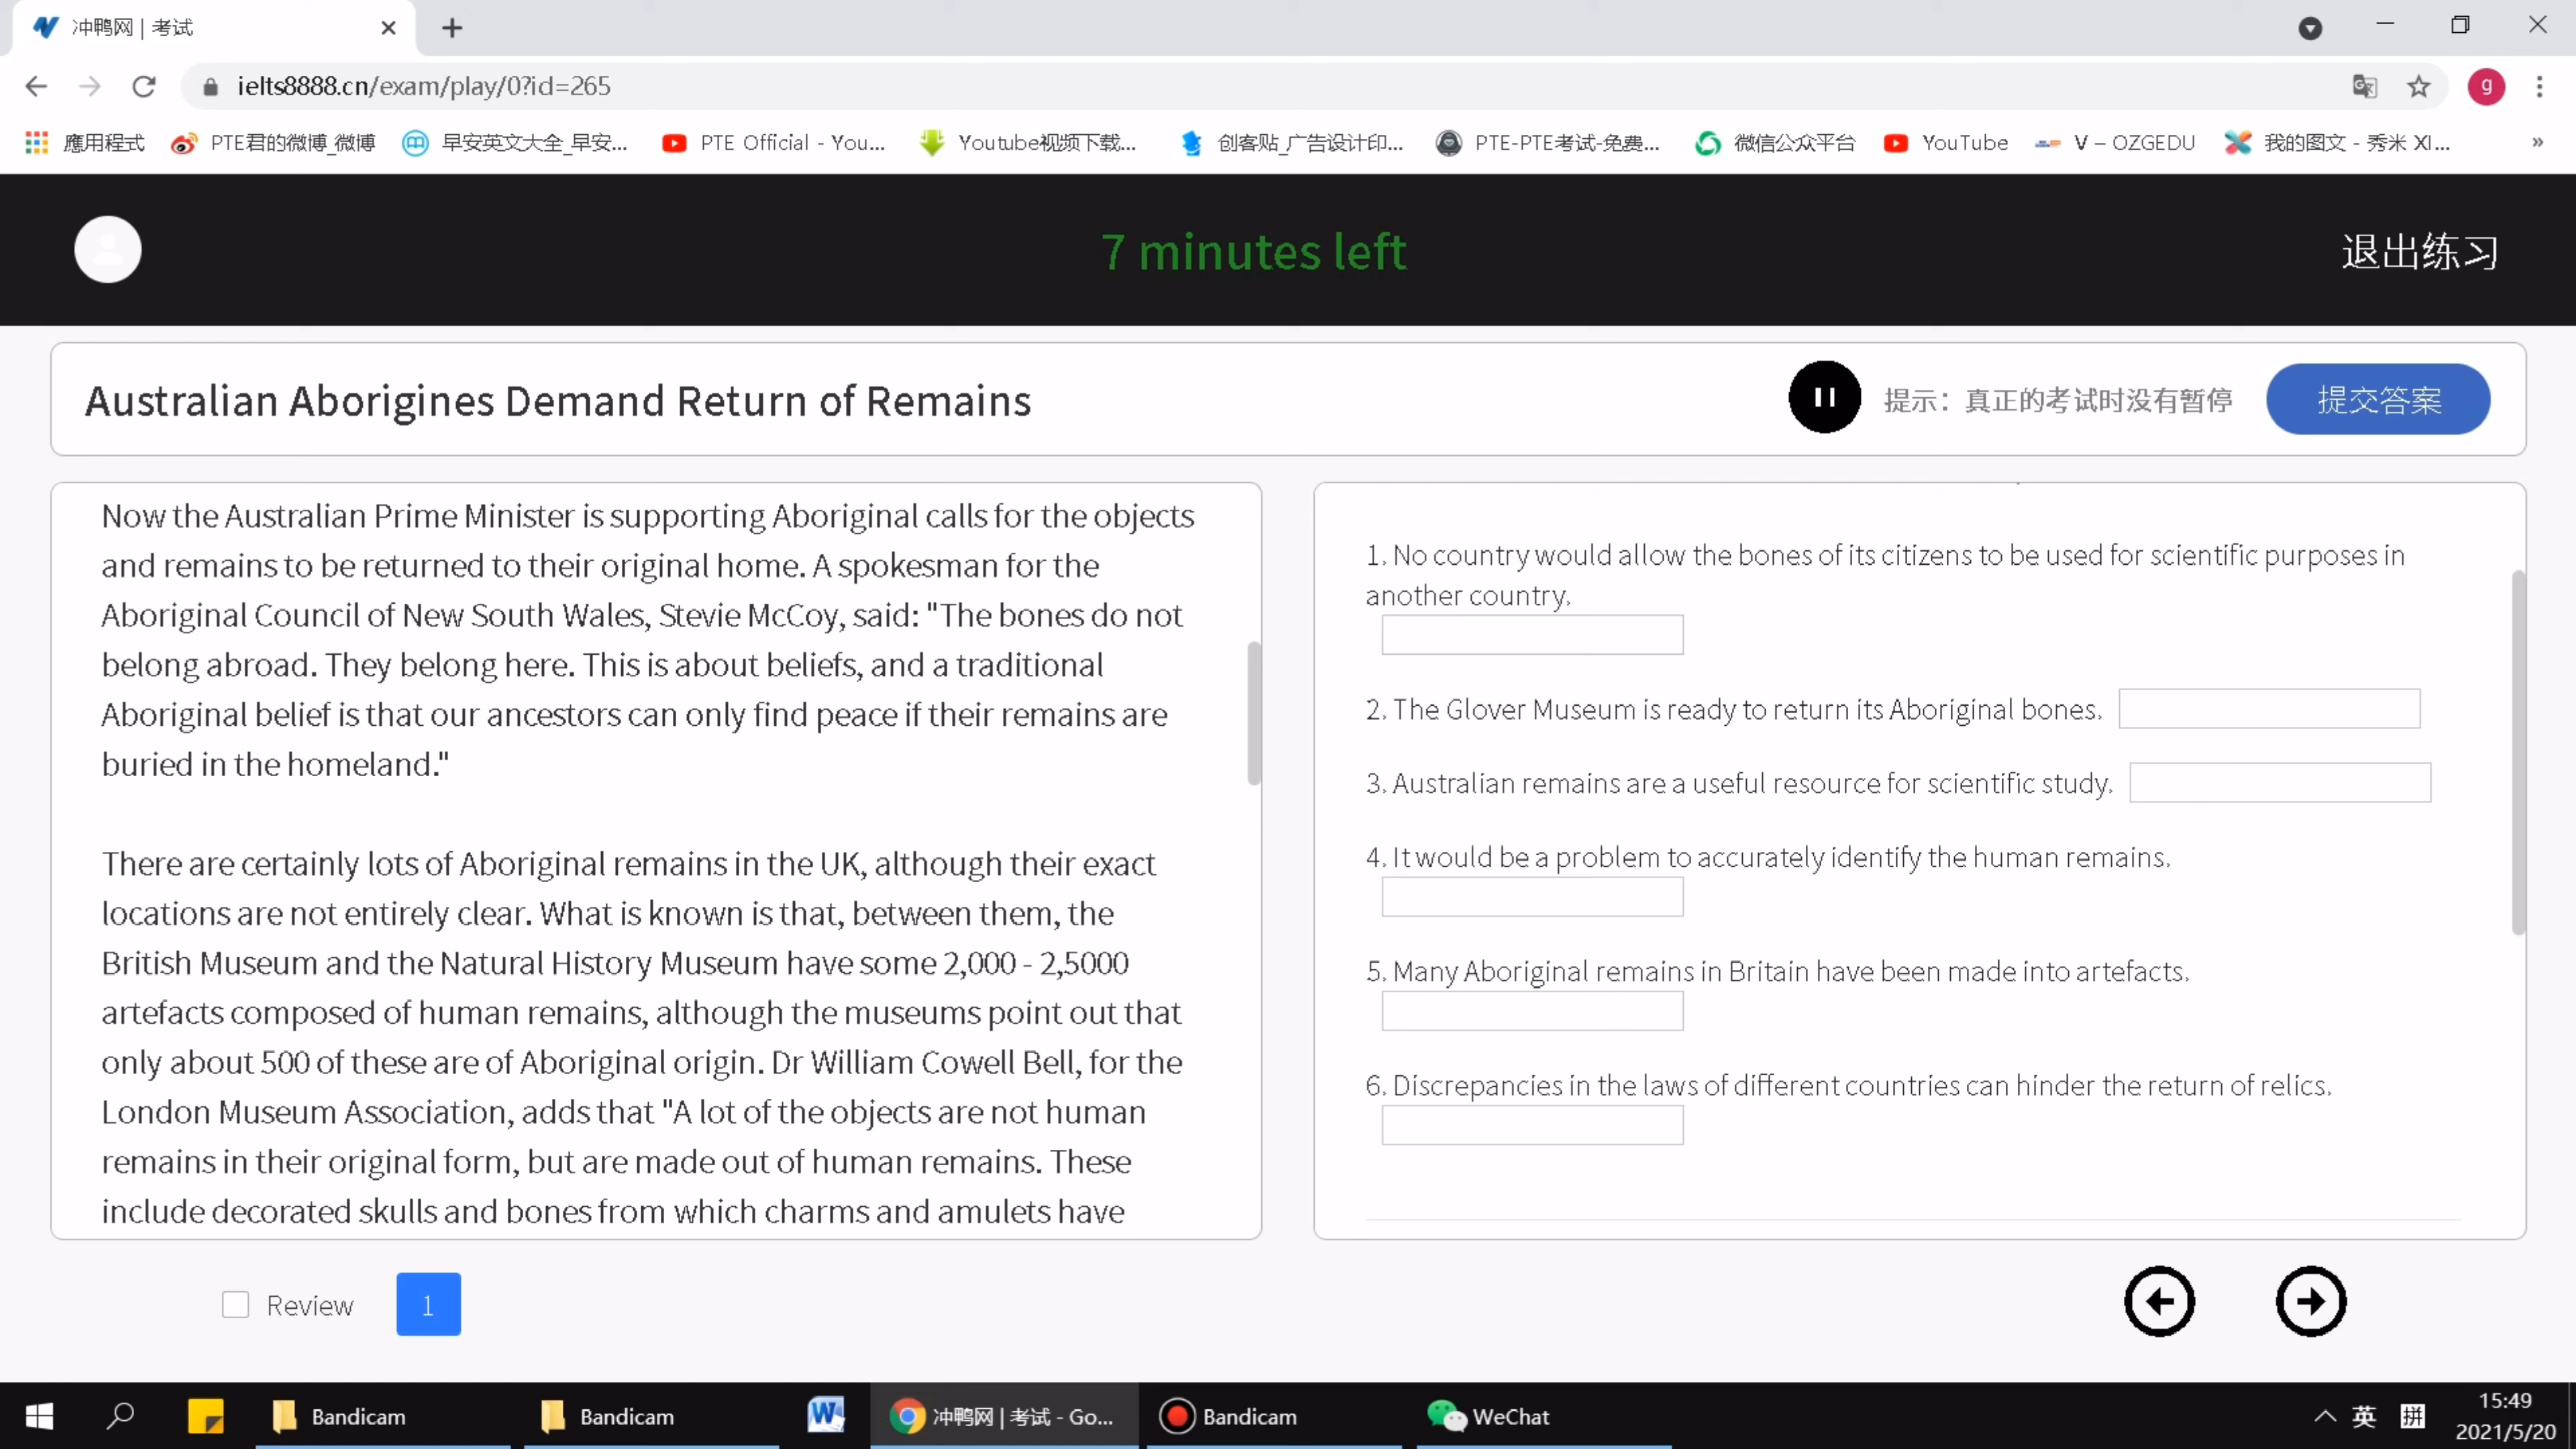 冲鸭网 | 考试
ielts8888.cn/exam/play/0?id=265
g
應用程式 PTE君的微博_微博 早安英文大全_早安... PTE Official - You... Youtube视频下载... 创客贴_广告设计印... PTE-PTE考试-免费... 微信公众平台 YouTube V – OZGEDU 我的图文 - 秀米 XI... »
7 minutes left
退出练习
Australian Aborigines Demand Return of Remains
提示：真正的考试时没有暂停
提交答案
Now the Australian Prime Minister is supporting Aboriginal calls for the objects
and remains to be returned to their original home. A spokesman for the
Aboriginal Council of New South Wales, Stevie McCoy, said: "The bones do not
belong abroad. They belong here. This is about beliefs, and a traditional
Aboriginal belief is that our ancestors can only find peace if their remains are
buried in the homeland."
There are certainly lots of Aboriginal remains in the UK, although their exact
locations are not entirely clear. What is known is that, between them, the
British Museum and the Natural History Museum have some 2,000 - 2,5000
artefacts composed of human remains, although the museums point out that
only about 500 of these are of Aboriginal origin. Dr William Cowell Bell, for the
London Museum Association, adds that "A lot of the objects are not human
remains in their original form, but are made out of human remains. These
include decorated skulls and bones from which charms and amulets have
1. No country would allow the bones of its citizens to be used for scientific purposes in
another country.
2. The Glover Museum is ready to return its Aboriginal bones.
3. Australian remains are a useful resource for scientific study.
4. It would be a problem to accurately identify the human remains.
5. Many Aboriginal remains in Britain have been made into artefacts.
6. Discrepancies in the laws of different countries can hinder the return of relics.
Review
1
Bandicam
Bandicam
冲鸭网 | 考试 - Go...
Bandicam
WeChat
英
拼
15:49
2021/5/20